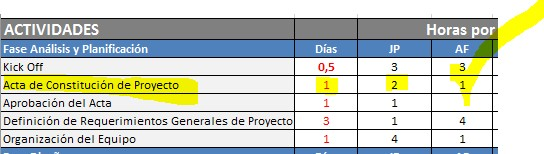 ACTIVIDADES Horas por
Fase Análisis y Planificación Días JP AF
Kick Off 0,5 3 3
Acta de Constitución de Proyecto 1 2 1
Aprobación del Acta 1 1
Definición de Requerimientos Generales de Proyecto 3 1 4
Organización del Equipo 1 4 1